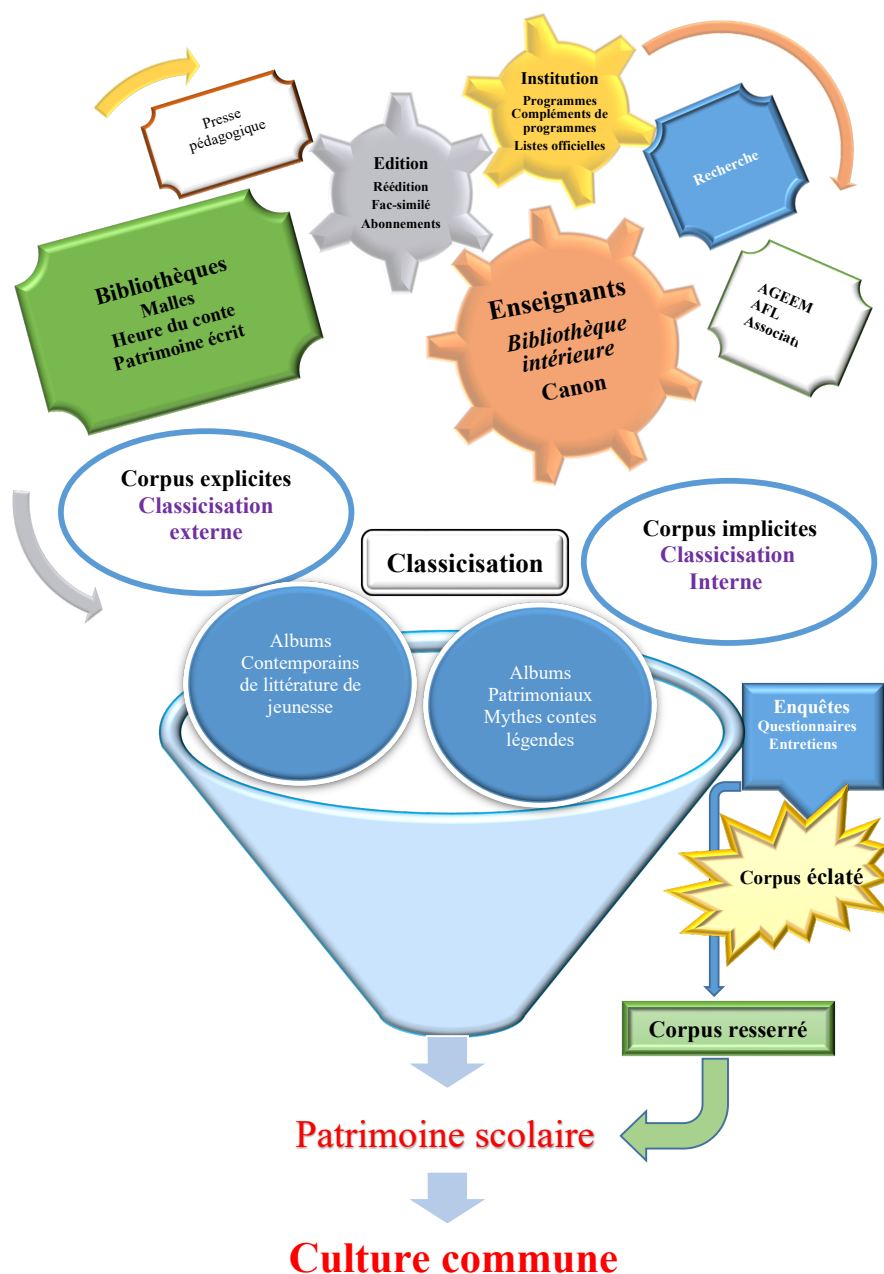 Institution
Programmes
Compléments de
programmes
Listes officielles
Presse
pédagogique
Edition
Réédition
Fac-similé
Abonnements
Recherche
Bibliothèques
Malles
Heure du conte
Patrimoine écrit
Enseignants
Bibliothèque
intérieure
Canon
AGEEM
AFL
Associati
Corpus explicites
Classicisation
externe
Classicisation
Corpus implicites
Classicisation
Interne
Albums
Contemporains
de littérature de
jeunesse
Albums
Patrimoniaux
Mythes contes
légendes
Enquêtes
Questionnaires
Entretiens
Corpus éclaté
Corpus resserré
Patrimoine scolaire
Culture commune